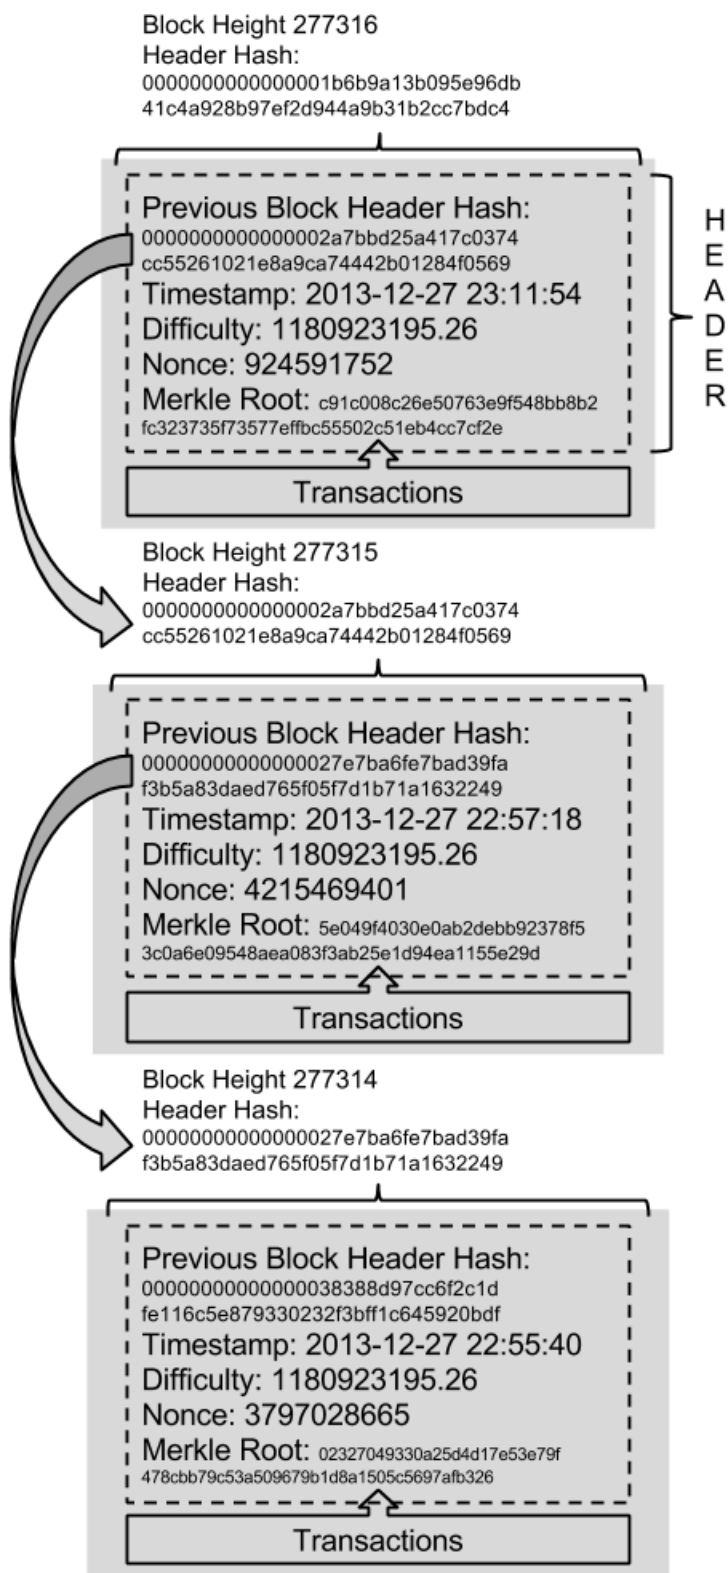 Block Height 277316
Header Hash:
0000000000000001b6b9a13b095e96db
41c4a928b97ef2d944a9b31b2cc7bdc4
Previous Block Header Hash:
0000000000000002a7bbd25a417c0374
cc55261021e8a9ca74442b01284f0569
Timestamp: 2013-12-27 23:11:54
Difficulty: 1180923195.26
Nonce: 924591752
Merkle Root: c91c008c26e50763e9f548bb8b2
fc323735f73577effbc55502c51eb4cc7cf2e
Transactions
HEADER
Block Height 277315
Header Hash:
0000000000000002a7bbd25a417c0374
cc55261021e8a9ca74442b01284f0569
Previous Block Header Hash:
00000000000000027e7ba6fe7bad39fa
f3b5a83daed765f05f7d1b71a1632249
Timestamp: 2013-12-27 22:57:18
Difficulty: 1180923195.26
Nonce: 4215469401
Merkle Root: 5e049f4030e0ab2debb92378f5
3c0a6e09548aea083f3ab25e1d94ea1155e29d
Transactions
Block Height 277314
Header Hash:
00000000000000027e7ba6fe7bad39fa
f3b5a83daed765f05f7d1b71a1632249
Previous Block Header Hash:
00000000000000038388d97cc6f2c1d
fe116c5e879330232f3bff1c645920bdf
Timestamp: 2013-12-27 22:55:40
Difficulty: 1180923195.26
Nonce: 3797028665
Merkle Root: 02327049330a25d4d17e53e79f
478cbb79c53a509679b1d8a1505c5697afb326
Transactions